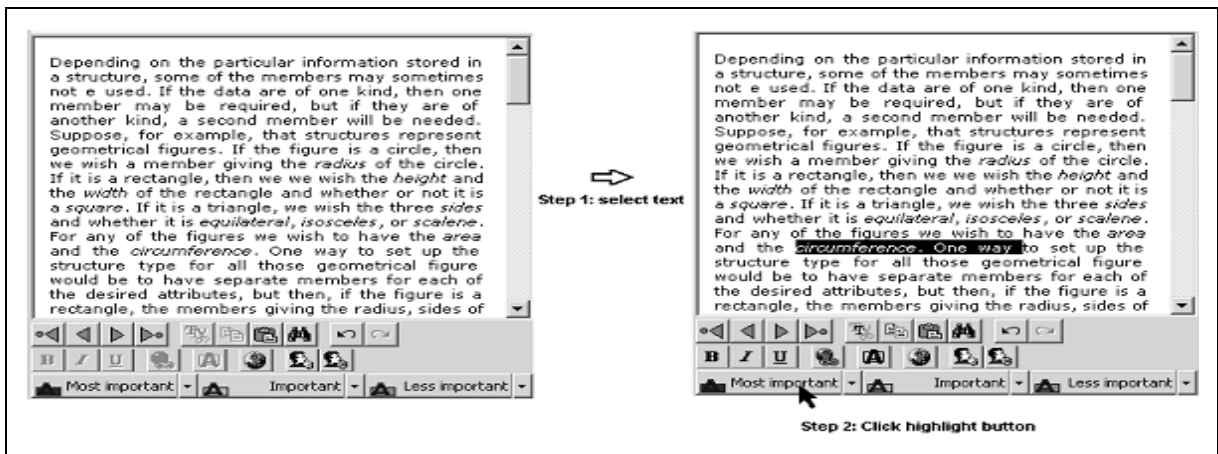 Depending on the particular information stored in
a structure, some of the members may sometimes
not e used. If the data are of one kind, then one
member may be required, but if they are of
another kind, a second member will be needed.
Suppose, for example, that structures represent
geometrical figures. If the figure is a circle, then
we wish a member giving the radius of the circle.
If it is a rectangle, then we we wish the height and
the width of the rectangle and whether or not it is
a square. If it is a triangle, we wish the three sides
and whether it is equilateral, isosceles, or scalene.
For any of the figures we wish to have the area
and the circumference. One way to set up the
structure type for all those geometrical figure
would be to have separate members for each of
the desired attributes, but then, if the figure is a
rectangle, the members giving the radius, sides of
B I U
Most important Important Less important
Step 1: select text
Depending on the particular information stored in
a structure, some of the members may sometimes
not e used. If the data are of one kind, then one
member may be required, but if they are of
another kind, a second member will be needed.
Suppose, for example, that structures represent
geometrical figures. If the figure is a circle, then
we wish a member giving the radius of the circle.
If it is a rectangle, then we we wish the height and
the width of the rectangle and whether or not it is
a square. If it is a triangle, we wish the three sides
and whether it is equilateral, isosceles, or scalene.
For any of the figures we wish to have the area
and the circumference. One way to set up the
structure type for all those geometrical figure
would be to have separate members for each of
the desired attributes, but then, if the figure is a
rectangle, the members giving the radius, sides of
B I U
Most important Important Less important
Step 2: Click highlight button